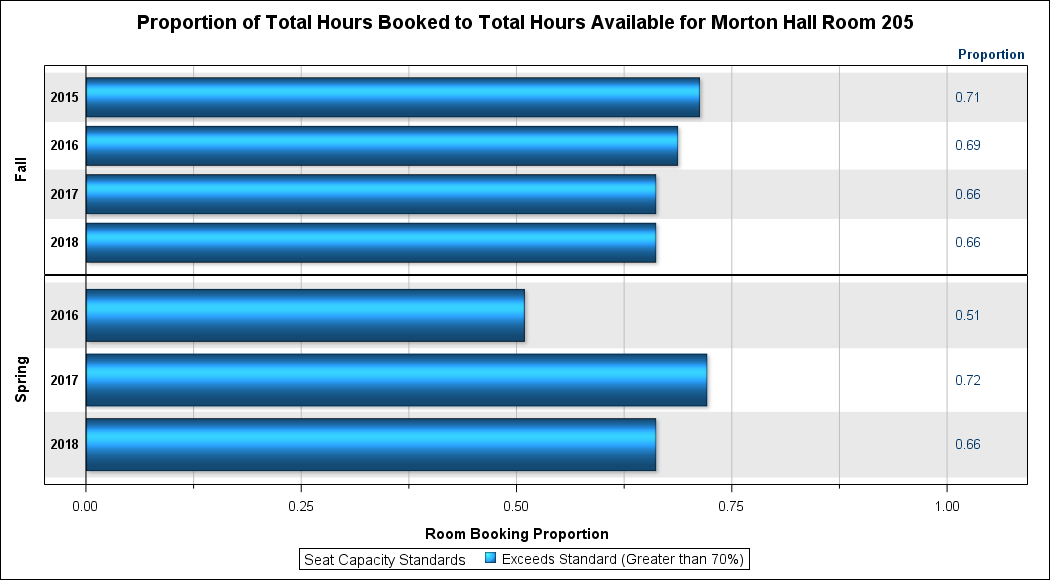 Proportion of Total Hours Booked to Total Hours Available for Morton Hall Room 205
Proportion
Fall
2015 0.71
2016 0.69
2017 0.66
2018 0.66
Spring
2016 0.51
2017 0.72
2018 0.66
0.00 0.25 0.50 0.75 1.00
Room Booking Proportion
Seat Capacity Standards Exceeds Standard (Greater than 70%)